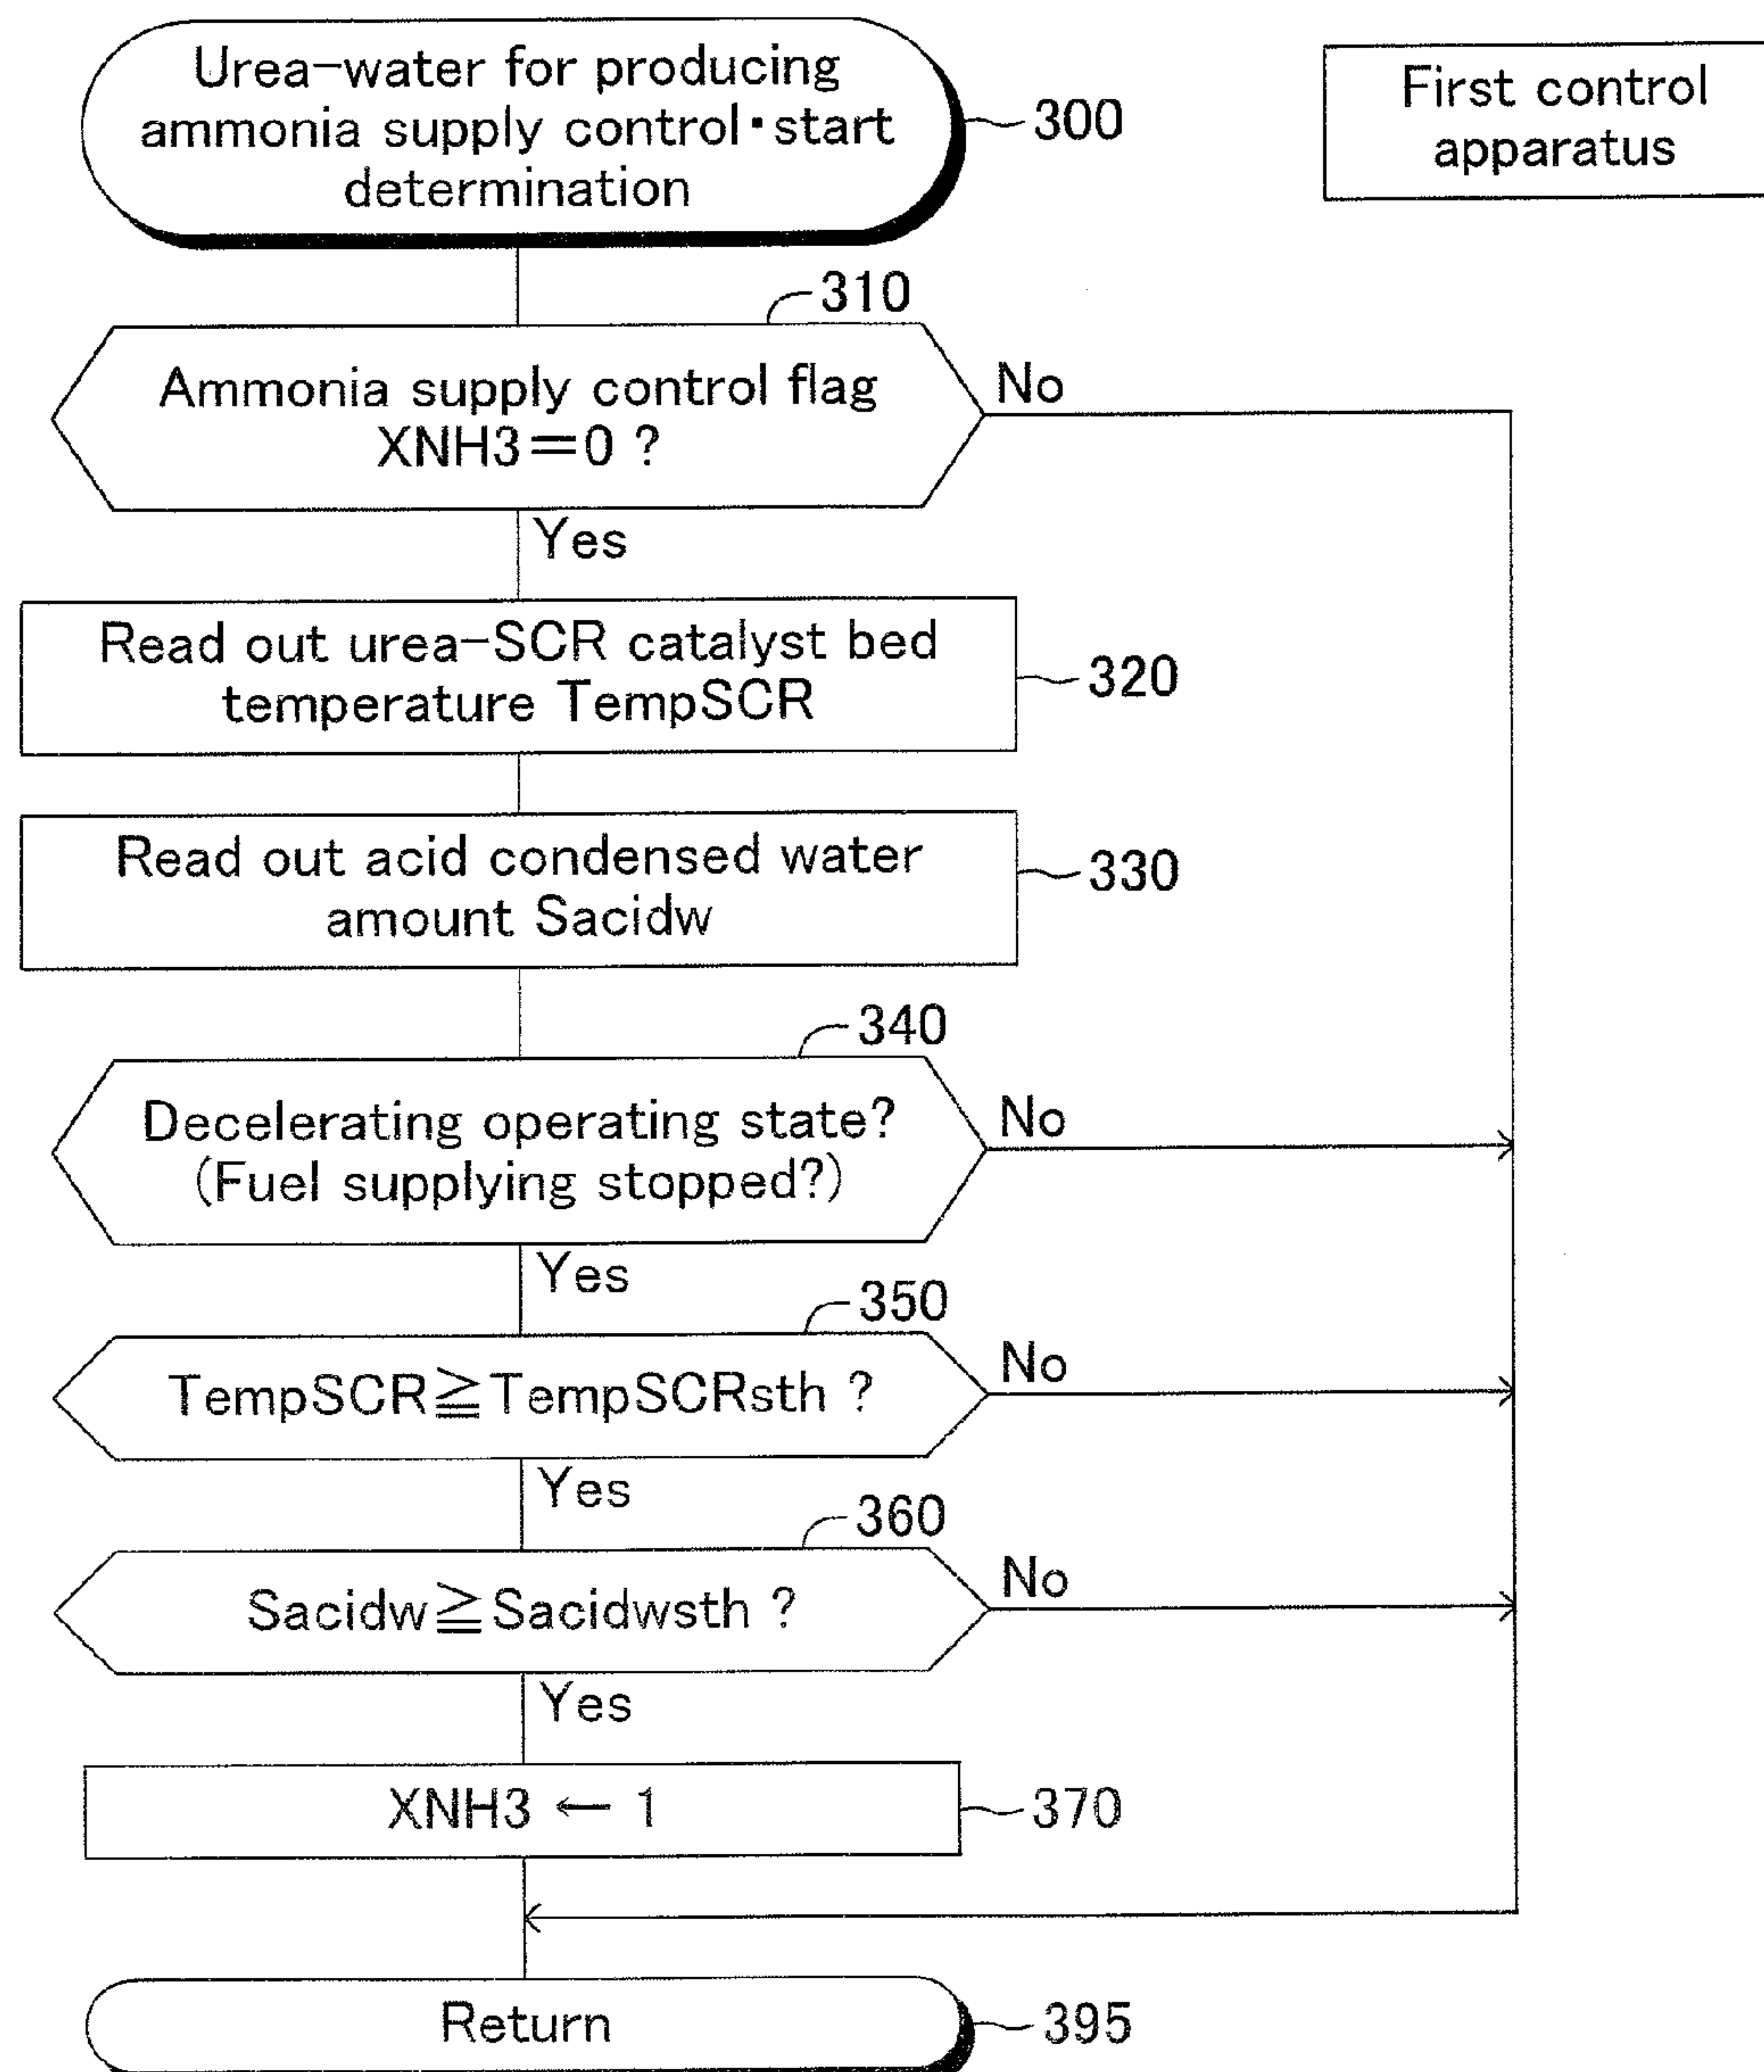 Urea-water for producing
ammonia supply control·start
determination
300
First control
apparatus
310
Ammonia supply control flag
XNH3=0 ?
No
Yes
Read out urea-SCR catalyst bed
temperature TempSCR
320
Read out acid condensed water
amount Sacidw
330
340
Decelerating operating state?
(Fuel supplying stopped?)
No
Yes
350
TempSCR≧TempSCRsth ?
No
Yes
360
Sacidw≧Sacidwsth ?
No
Yes
XNH3 ← 1
370
Return
395